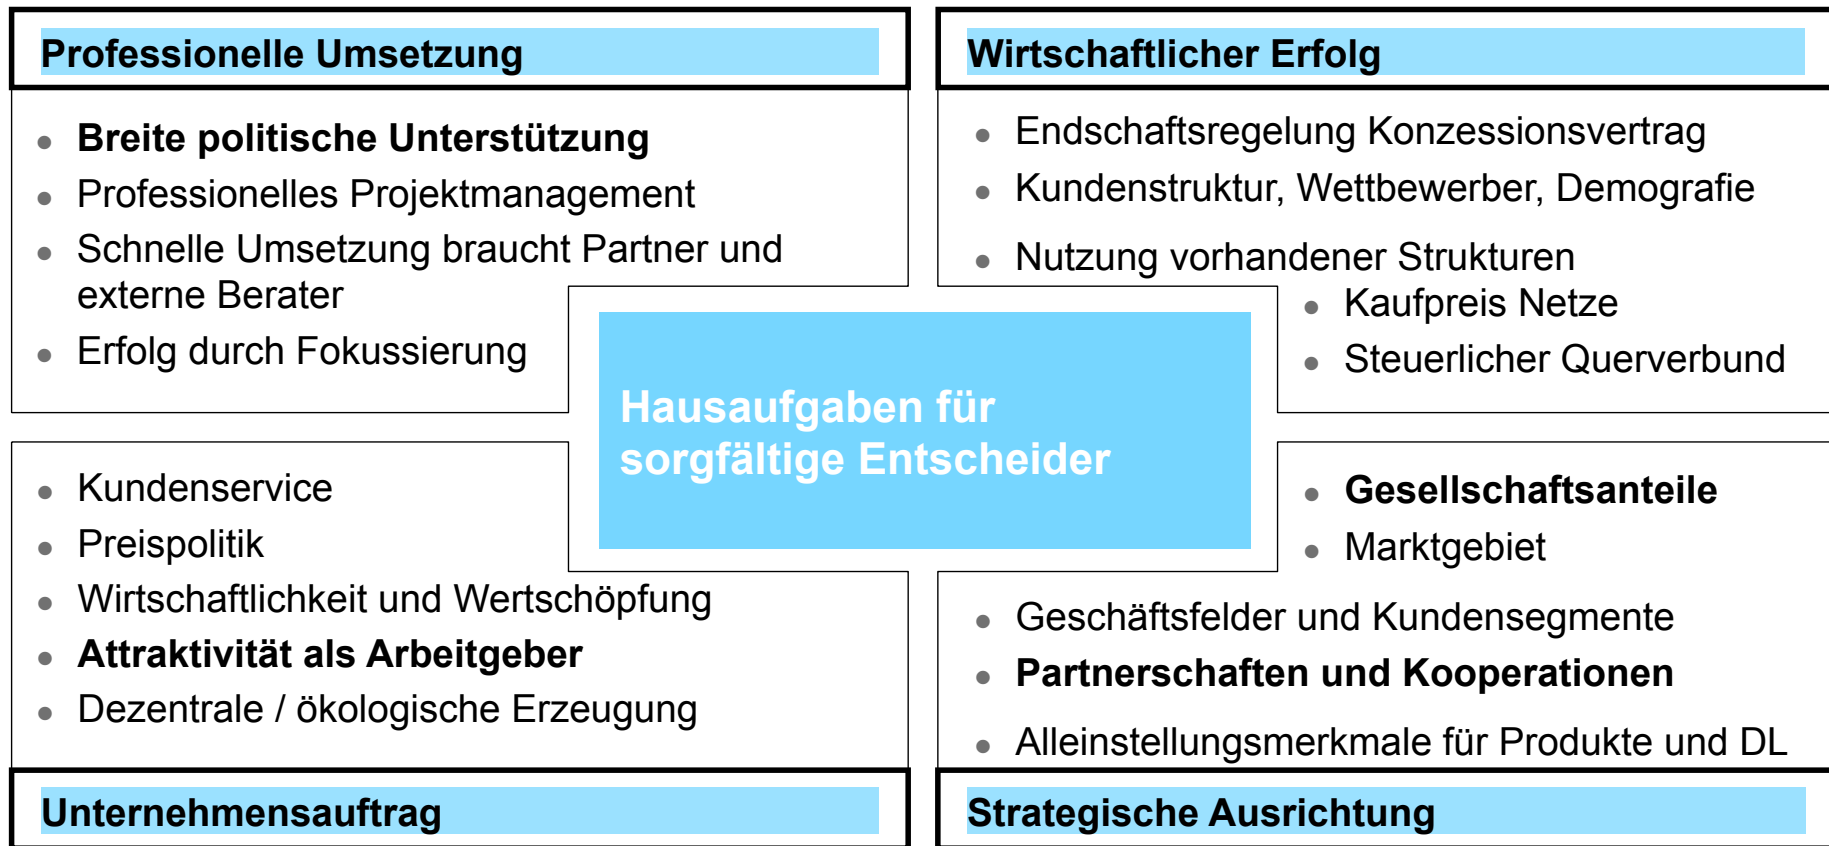 Professionelle Umsetzung
Breite politische Unterstützung
Professionelles Projektmanagement
Schnelle Umsetzung braucht Partner und
externe Berater
Erfolg durch Fokussierung
Wirtschaftlicher Erfolg
Endschaftsregelung Konzessionsvertrag
Kundenstruktur, Wettbewerber, Demografie
Nutzung vorhandener Strukturen
Kaufpreis Netze
Steuerlicher Querverbund
Hausaufgaben für
sorgfältige Entscheider
Kundenservice
Preispolitik
Wirtschaftlichkeit und Wertschöpfung
Attraktivität als Arbeitgeber
Dezentrale / ökologische Erzeugung
Unternehmensauftrag
Gesellschaftsanteile
Marktgebiet
Geschäftsfelder und Kundensegmente
Partnerschaften und Kooperationen
Alleinstellungsmerkmale für Produkte und DL
Strategische Ausrichtung